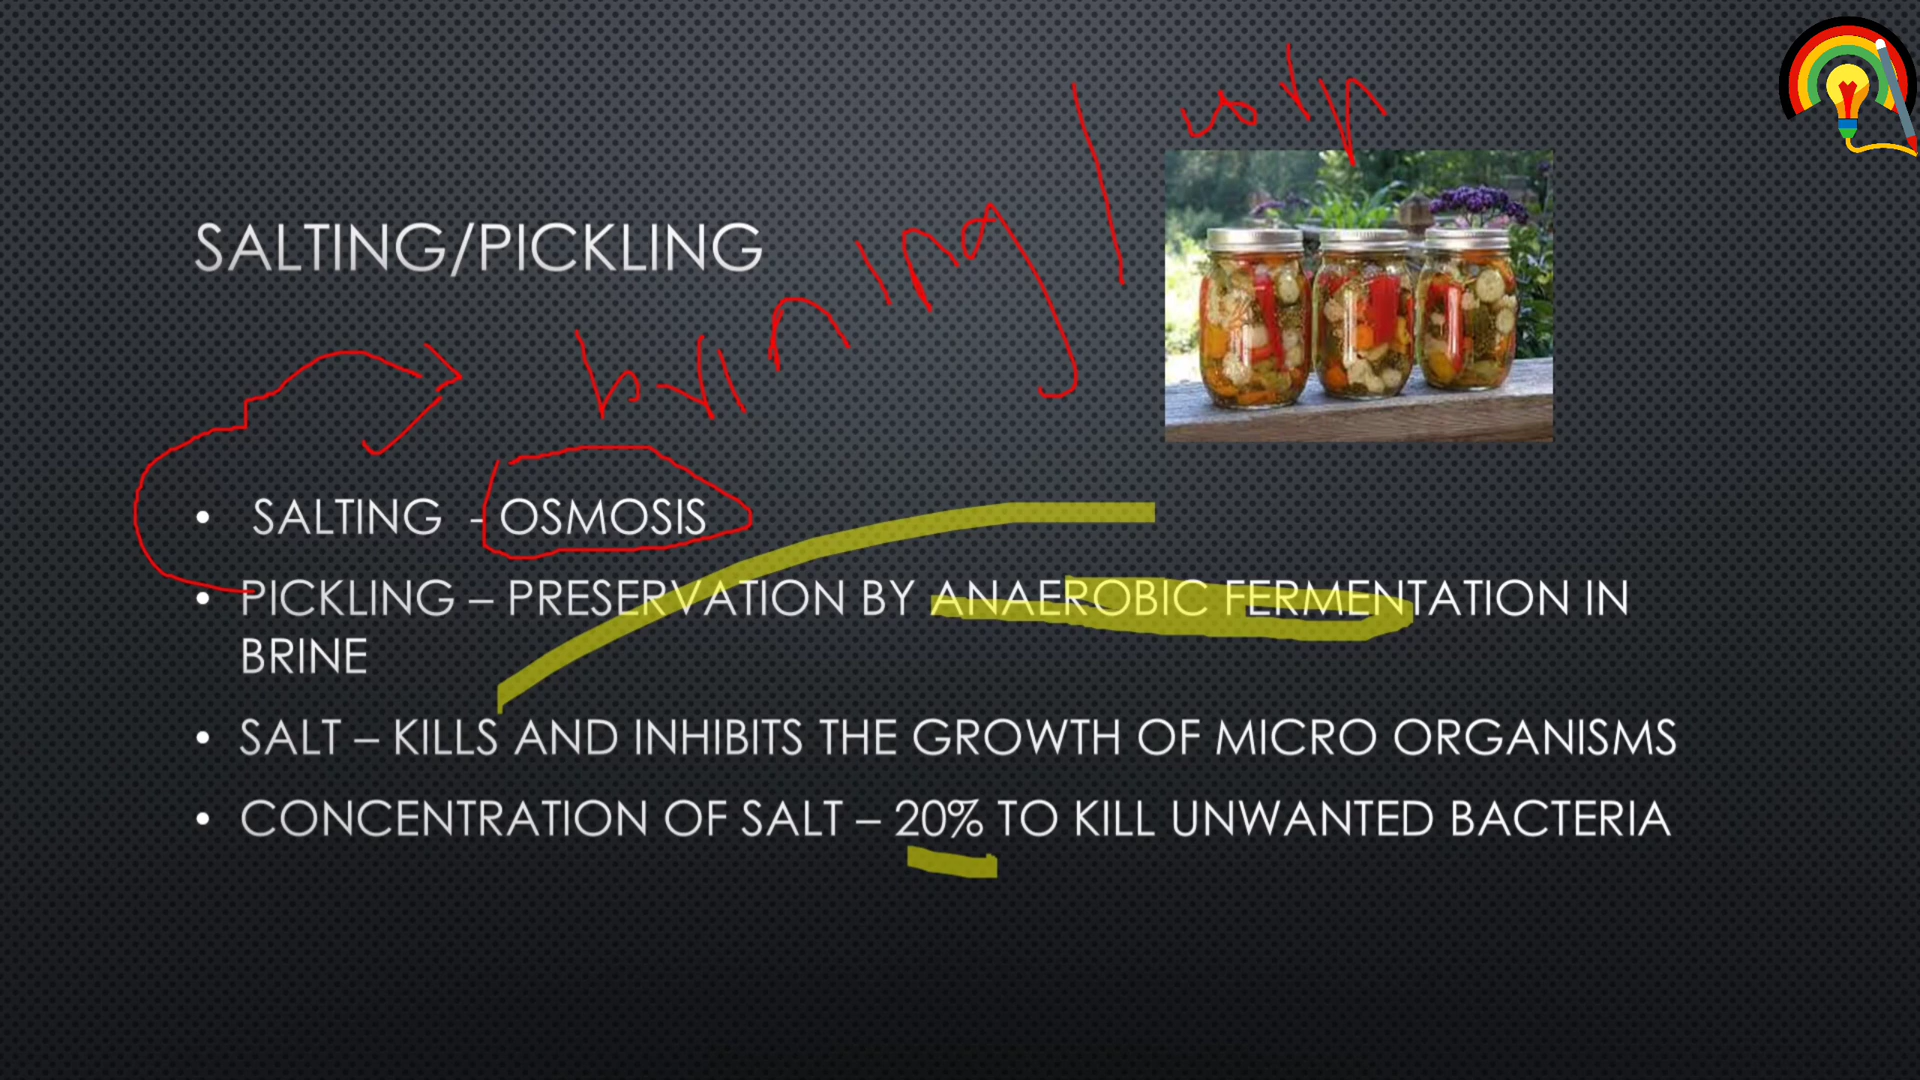 SALTING/PICKLING
brining /
• SALTING - OSMOSIS
• PICKLING – PRESERVATION BY ANAEROBIC FERMENTATION IN
BRINE
• SALT – KILLS AND INHIBITS THE GROWTH OF MICRO ORGANISMS
• CONCENTRATION OF SALT – 20% TO KILL UNWANTED BACTERIA